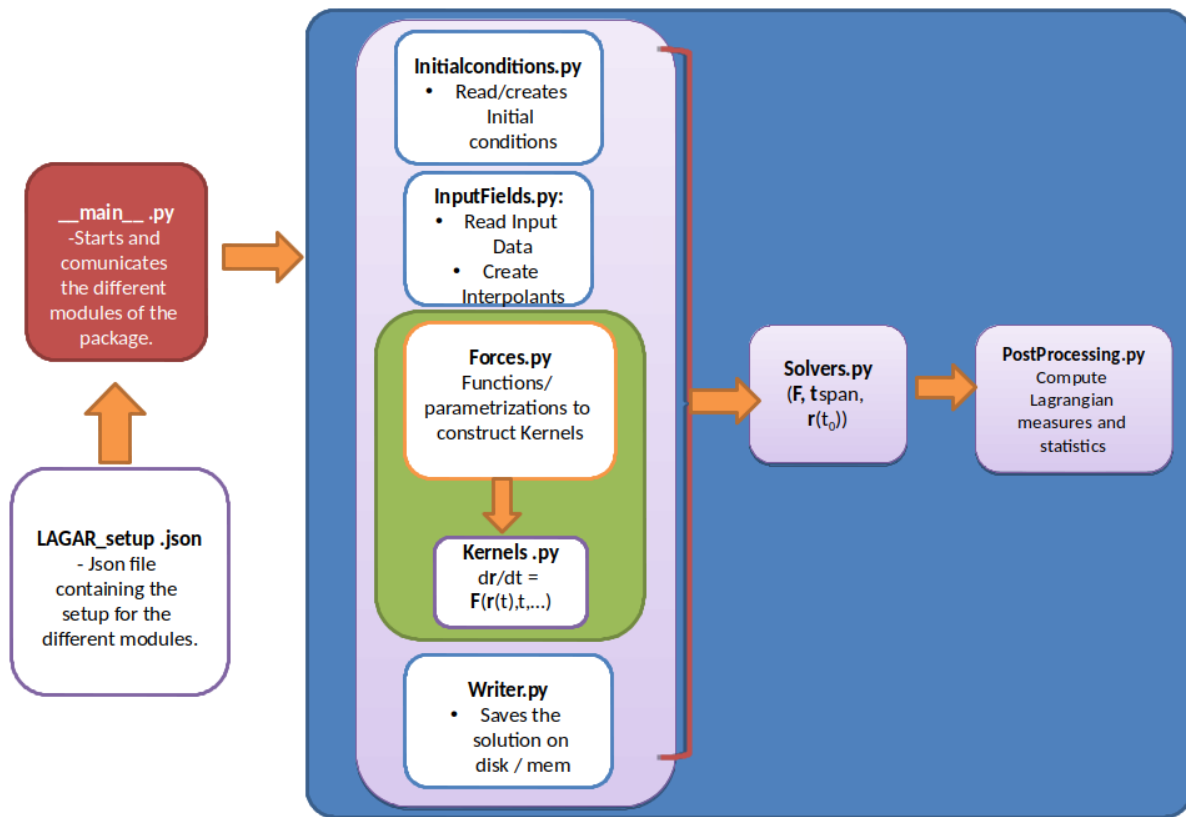 Initialconditions.py
• Read/creates
Initial
conditions
InputFields.py:
• Read Input
Data
• Create
Interpolants
__main__ .py
-Starts and
comunicates
the different
modules of the
package.
Forces.py
Functions/
parametrizations to
construct Kernels
Kernels .py
dr/dt =
F(r(t),t,...)
Solvers.py
(F, tspan,
r(t₀))
PostProcessing.py
Compute
Lagrangian
measures and
statistics
LAGAR_setup .json
- Json file
containing the
setup for the
different modules.
Writer.py
• Saves the
solution on
disk / mem